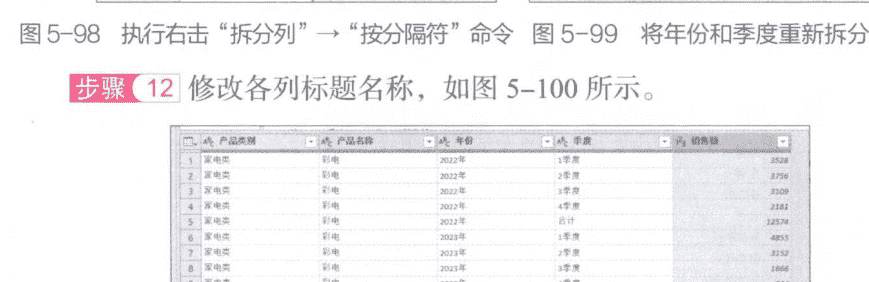 图 5-98 执行右击“拆分列”→“按分隔符”命令 图 5-99 将年份和季度重新拆分
步骤 12 修改各列标题名称，如图 5-100 所示。
产品类别 产品名称 年份 季度 销售额
1 家电类 彩电 2022年 1季度 3528
2 家电类 彩电 2022年 2季度 3756
3 家电类 彩电 2022年 3季度 3109
4 家电类 彩电 2022年 4季度 2181
5 家电类 彩电 2022年 合计 12574
6 家电类 彩电 2023年 1季度 4855
7 家电类 彩电 2023年 2季度 3152
8 家电类 彩电 2023年 3季度 1666